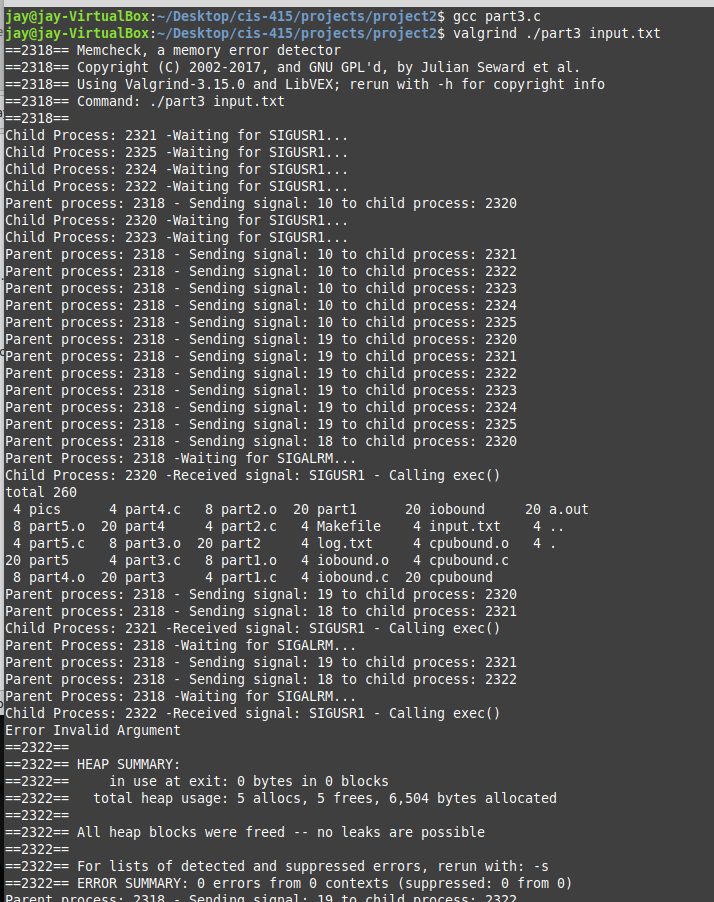 jay@jay-VirtualBox:~/Desktop/cis-415/projects/project2$ gcc part3.c
jay@jay-VirtualBox:~/Desktop/cis-415/projects/project2$ valgrind ./part3 input.txt
==2318== Memcheck, a memory error detector
==2318== Copyright (C) 2002-2017, and GNU GPL'd, by Julian Seward et al.
==2318== Using Valgrind-3.15.0 and LibVEX; rerun with -h for copyright info
==2318== Command: ./part3 input.txt
==2318==
Child Process: 2321 -Waiting for SIGUSR1...
Child Process: 2325 -Waiting for SIGUSR1...
Child Process: 2324 -Waiting for SIGUSR1...
Child Process: 2322 -Waiting for SIGUSR1...
Parent process: 2318 - Sending signal: 10 to child process: 2320
Child Process: 2320 -Waiting for SIGUSR1...
Child Process: 2323 -Waiting for SIGUSR1...
Parent process: 2318 - Sending signal: 10 to child process: 2321
Parent process: 2318 - Sending signal: 10 to child process: 2322
Parent process: 2318 - Sending signal: 10 to child process: 2323
Parent process: 2318 - Sending signal: 10 to child process: 2324
Parent process: 2318 - Sending signal: 10 to child process: 2325
Parent process: 2318 - Sending signal: 19 to child process: 2320
Parent process: 2318 - Sending signal: 19 to child process: 2321
Parent process: 2318 - Sending signal: 19 to child process: 2322
Parent process: 2318 - Sending signal: 19 to child process: 2323
Parent process: 2318 - Sending signal: 19 to child process: 2324
Parent process: 2318 - Sending signal: 19 to child process: 2325
Parent process: 2318 - Sending signal: 18 to child process: 2320
Parent Process: 2318 -Waiting for SIGALRM...
Child Process: 2320 -Received signal: SIGUSR1 - Calling exec()
total 260
 4 pics      4 part4.c   8 part2.o  20 part1      20 iobound     20 a.out
 8 part5.o  20 part4     4 part2.c   4 Makefile    4 input.txt    4 ..
 4 part5.c   8 part3.o  20 part2     4 log.txt     4 cpubound.o   4 .
20 part5     4 part3.c   8 part1.o   4 iobound.o   4 cpubound.c
 8 part4.o  20 part3     4 part1.c   4 iobound.c  20 cpubound
Parent process: 2318 - Sending signal: 19 to child process: 2320
Parent process: 2318 - Sending signal: 18 to child process: 2321
Child Process: 2321 -Received signal: SIGUSR1 - Calling exec()
Parent Process: 2318 -Waiting for SIGALRM...
Parent process: 2318 - Sending signal: 19 to child process: 2321
Parent process: 2318 - Sending signal: 18 to child process: 2322
Parent Process: 2318 -Waiting for SIGALRM...
Child Process: 2322 -Received signal: SIGUSR1 - Calling exec()
Error Invalid Argument
==2322==
==2322== HEAP SUMMARY:
==2322==     in use at exit: 0 bytes in 0 blocks
==2322==   total heap usage: 5 allocs, 5 frees, 6,504 bytes allocated
==2322==
==2322== All heap blocks were freed -- no leaks are possible
==2322==
==2322== For lists of detected and suppressed errors, rerun with: -s
==2322== ERROR SUMMARY: 0 errors from 0 contexts (suppressed: 0 from 0)
Parent process: 2318 - Sending signal: 19 to child process: 2322